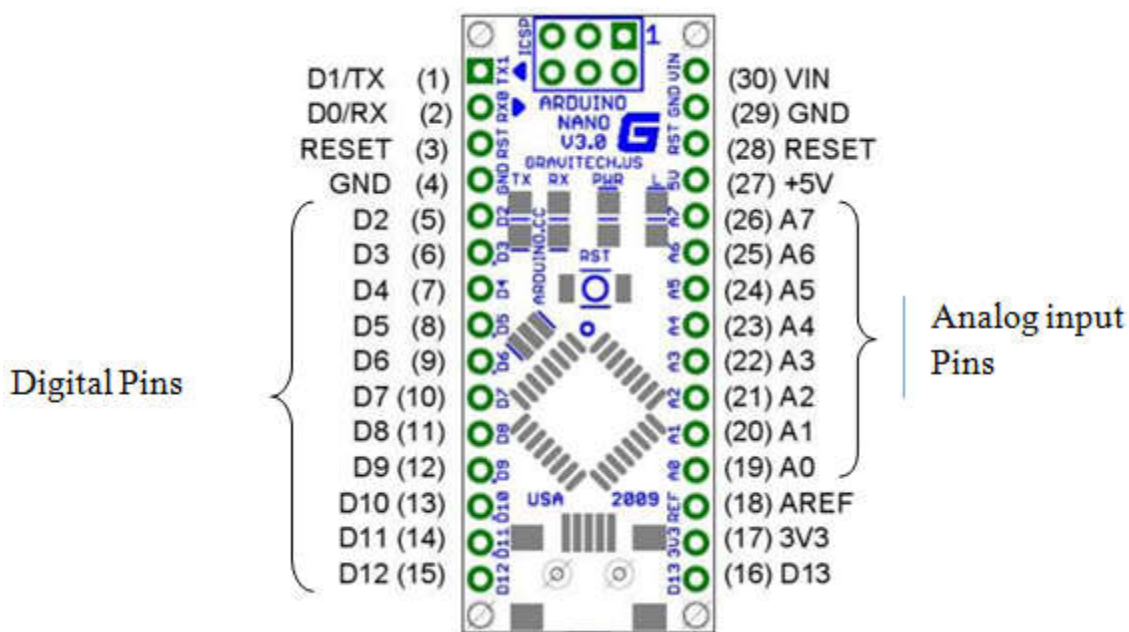 D1/TX (1)
D0/RX (2)
RESET (3)
GND (4)
D2 (5)
D3 (6)
D4 (7)
D5 (8)
D6 (9)
D7 (10)
D8 (11)
D9 (12)
D10 (13)
D11 (14)
D12 (15)
Digital Pins
ICSP
1
TX1
RX0
RST
GND
D2
D3
D4
D5
D6
D7
D8
D9
D10
D11
D12
ARDUINO
NANO
V3.0
G
GRAVITECH.US
TX RX PWR L
ARDUINO.CC
RST
USA 2009
VIN
GND
RST
5V
A7
A6
A5
A4
A3
A2
A1
A0
REF
3V3
D13
(30) VIN
(29) GND
(28) RESET
(27) +5V
(26) A7
(25) A6
(24) A5
(23) A4
(22) A3
(21) A2
(20) A1
(19) A0
(18) AREF
(17) 3V3
(16) D13
Analog input
Pins